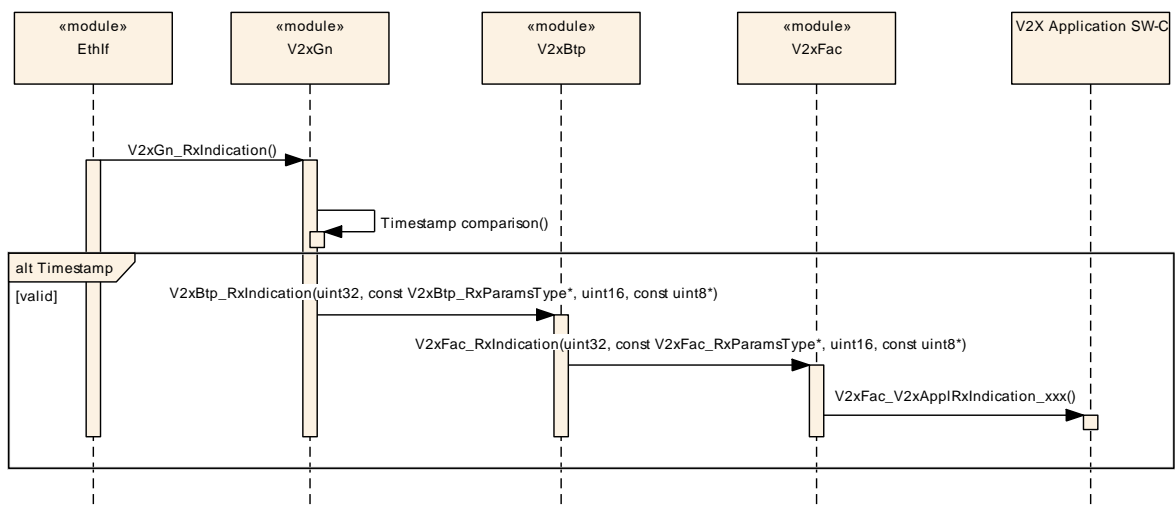 «module»
EthIf
«module»
V2xGn
«module»
V2xBtp
«module»
V2xFac
V2X Application SW-C
V2xGn_RxIndication()
Timestamp comparison()
alt Timestamp
[valid]
V2xBtp_RxIndication(uint32, const V2xBtp_RxParamsType*, uint16, const uint8*)
V2xFac_RxIndication(uint32, const V2xFac_RxParamsType*, uint16, const uint8*)
V2xFac_V2xApplRxIndication_xxx()